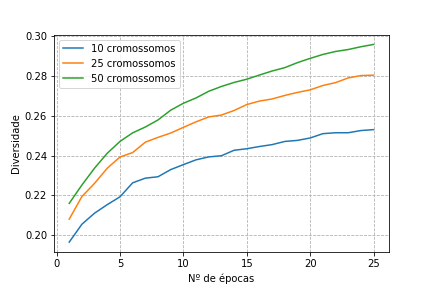 0.30
0.28
0.26
0.24
0.22
0.20
Diversidade
10 cromossomos
25 cromossomos
50 cromossomos
0 5 10 15 20 25
Nº de épocas